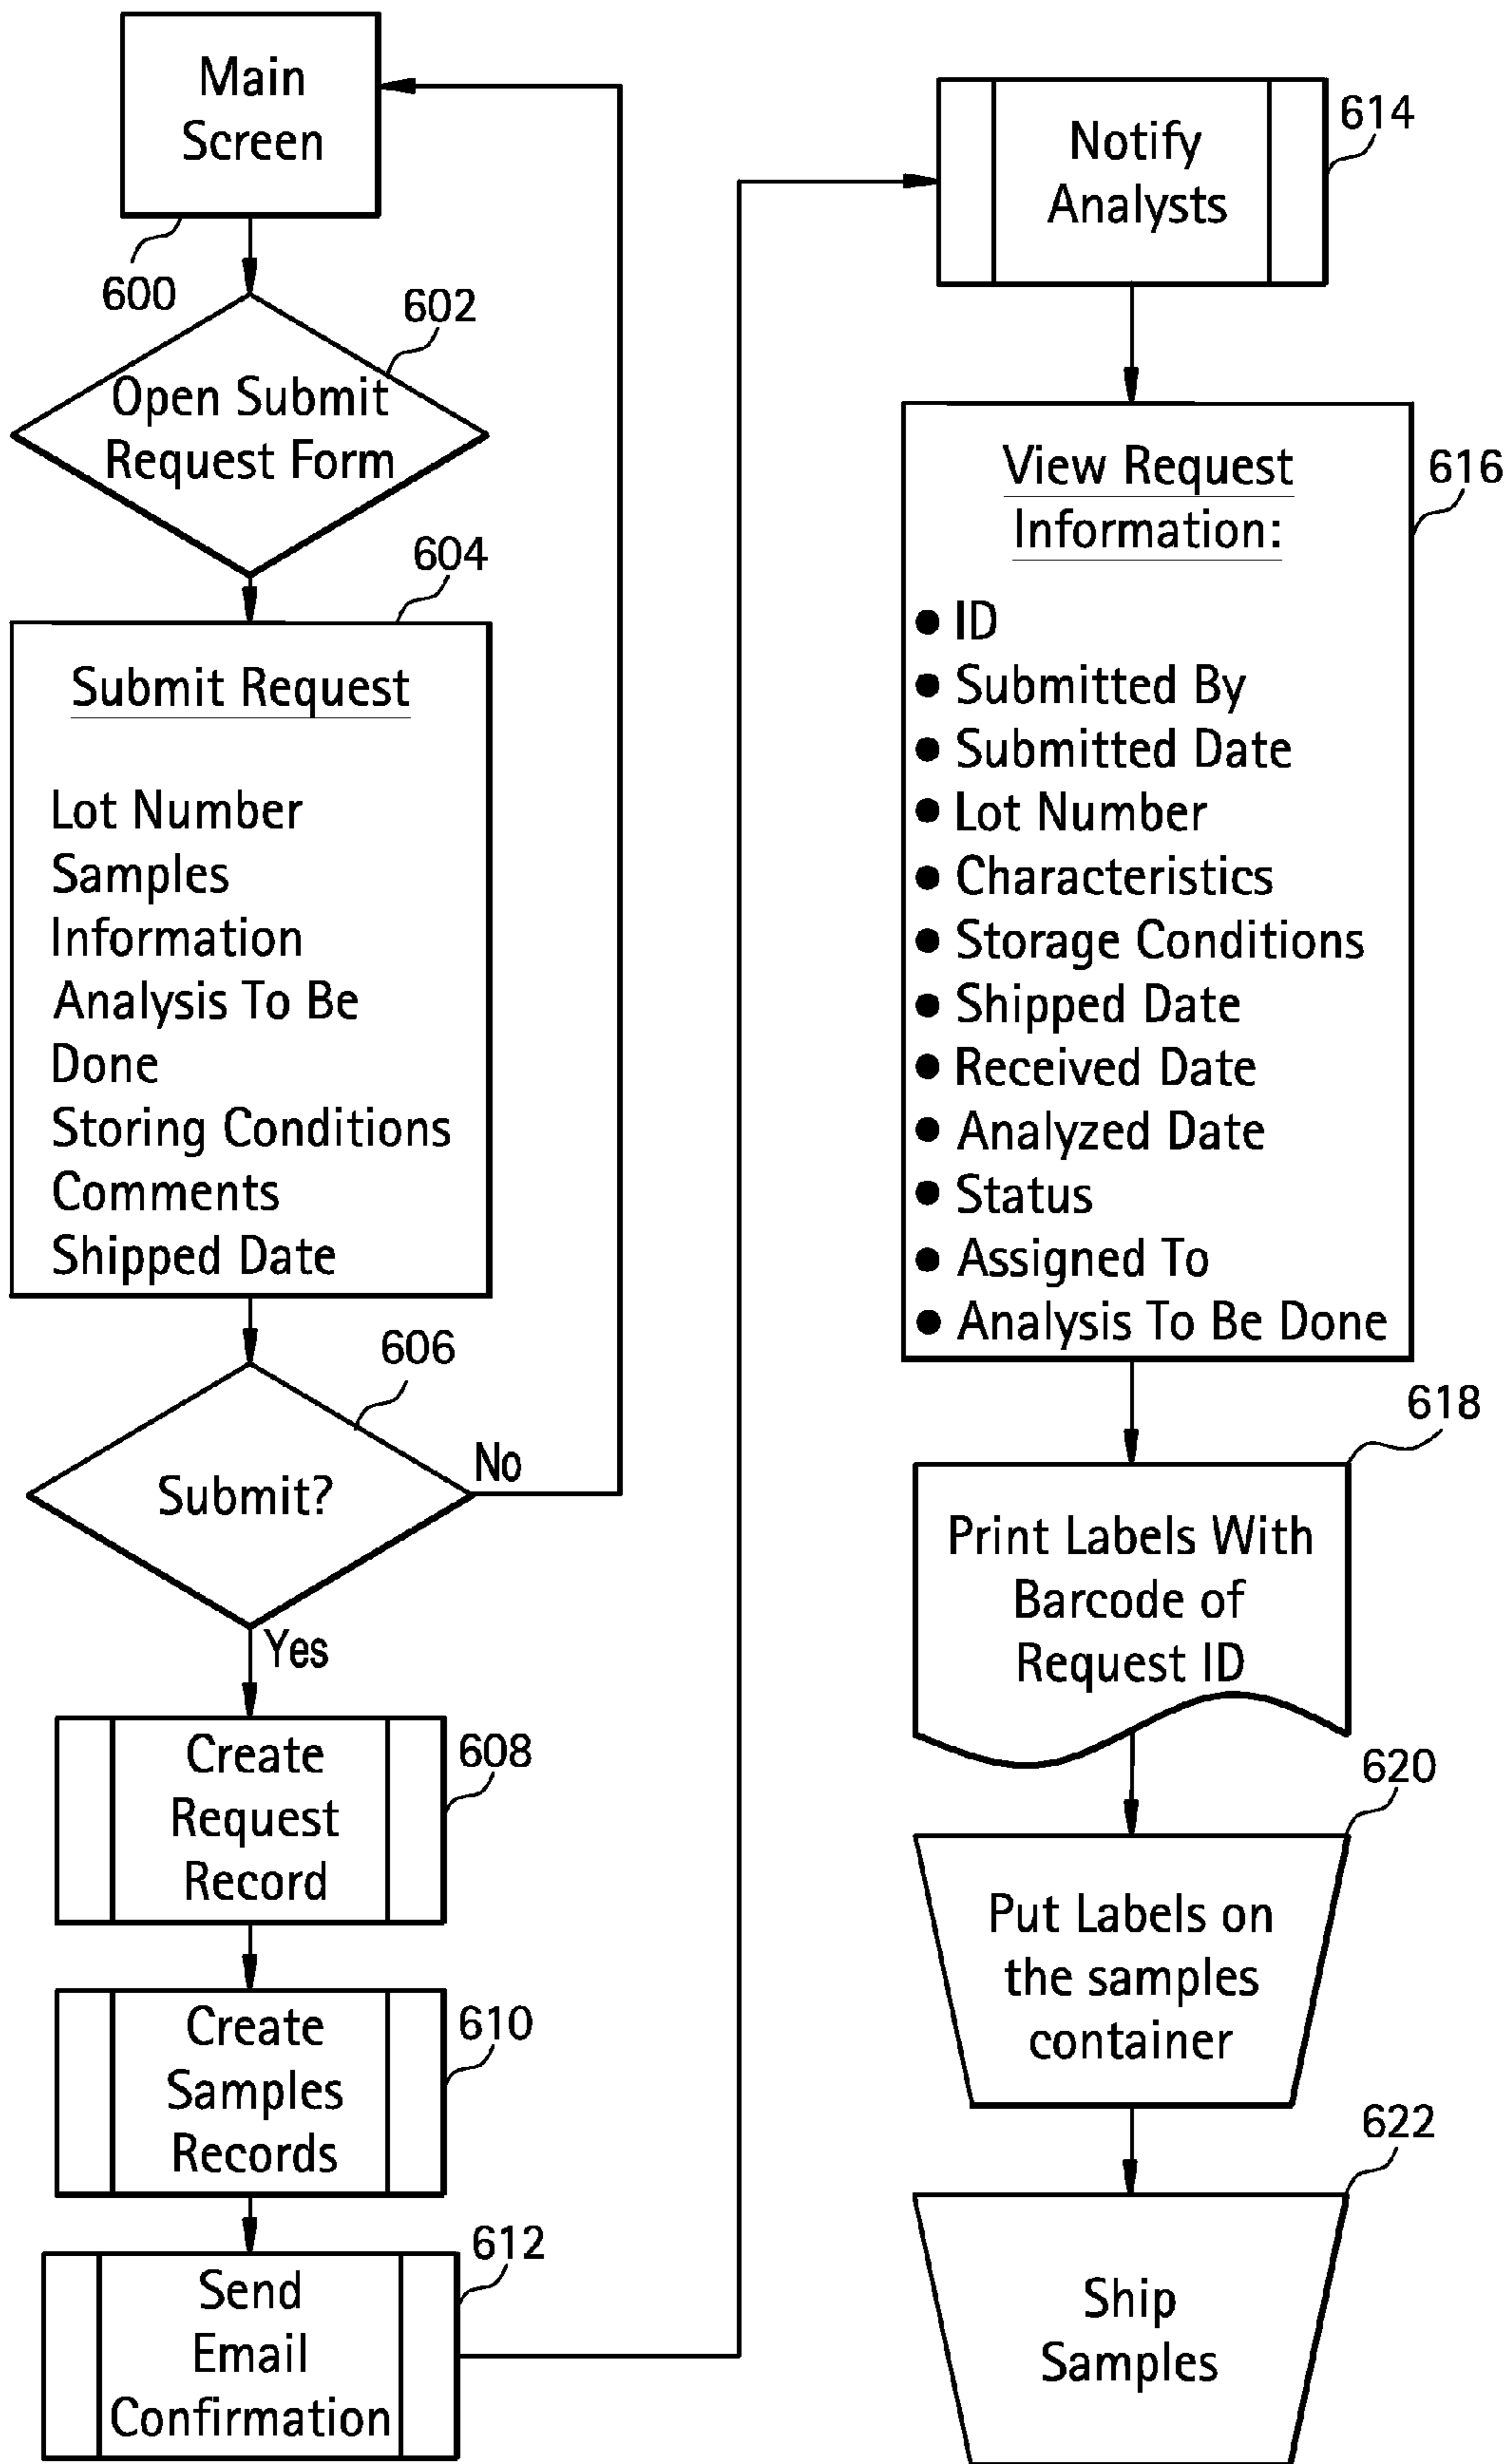 Main
Screen
600
602
Open Submit
Request Form
604
Submit Request
Lot Number
Samples
Information
Analysis To Be
Done
Storing Conditions
Comments
Shipped Date
606
Submit?
No
Yes
Create
Request
Record
608
Create
Samples
Records
610
612
Send
Email
Confirmation
Notify
Analysts
614
View Request
Information:
616
● ID
● Submitted By
● Submitted Date
● Lot Number
● Characteristics
● Storage Conditions
● Shipped Date
● Received Date
● Analyzed Date
● Status
● Assigned To
● Analysis To Be Done
618
Print Labels With
Barcode of
Request ID
620
Put Labels on
the samples
container
622
Ship
Samples